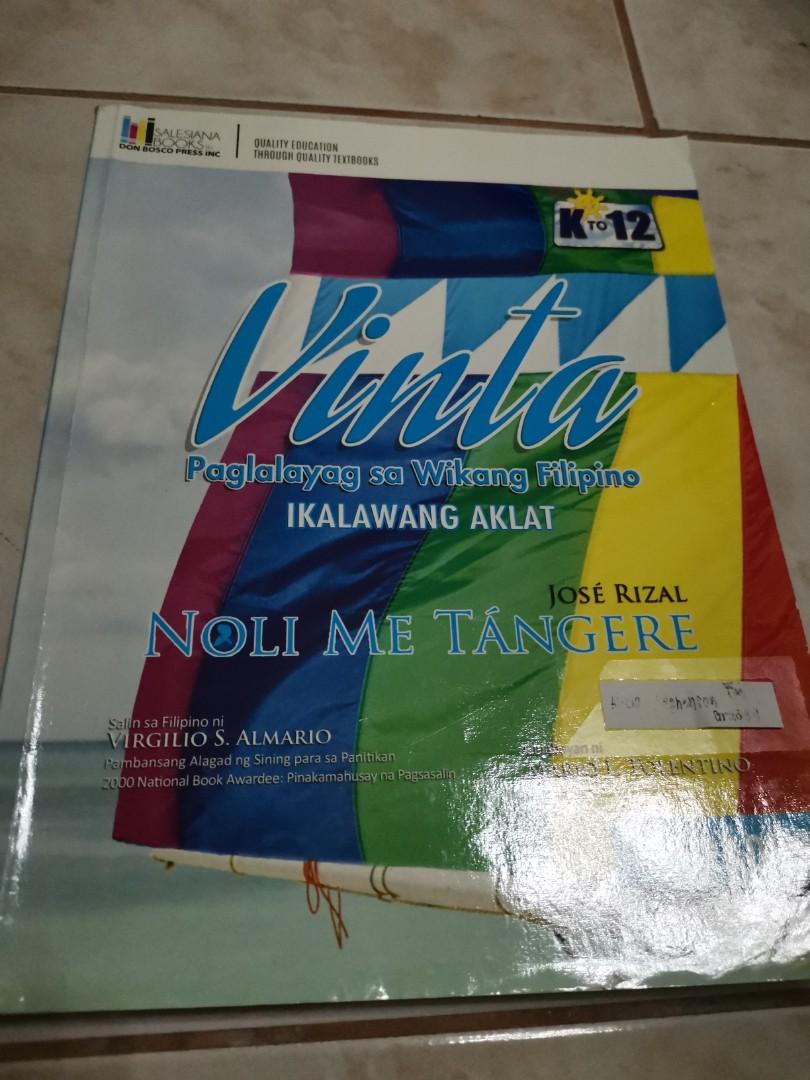 SALESIANA
BOOKS
DON BOSCO PRESS INC
QUALITY EDUCATION
THROUGH QUALITY TEXTBOOKS
K TO 12
Vinta
Paglalayag sa Wikang Filipino
IKALAWANG AKLAT
JOSÉ RIZAL
NOLI ME TÁNGERE
Salin sa Filipino ni
VIRGILIO S. ALMARIO
Pambansang Alagad ng Sining para sa Panitikan
2000 National Book Awardee: Pinakamahusay na Pagsasalin
ni
TOLENTINO